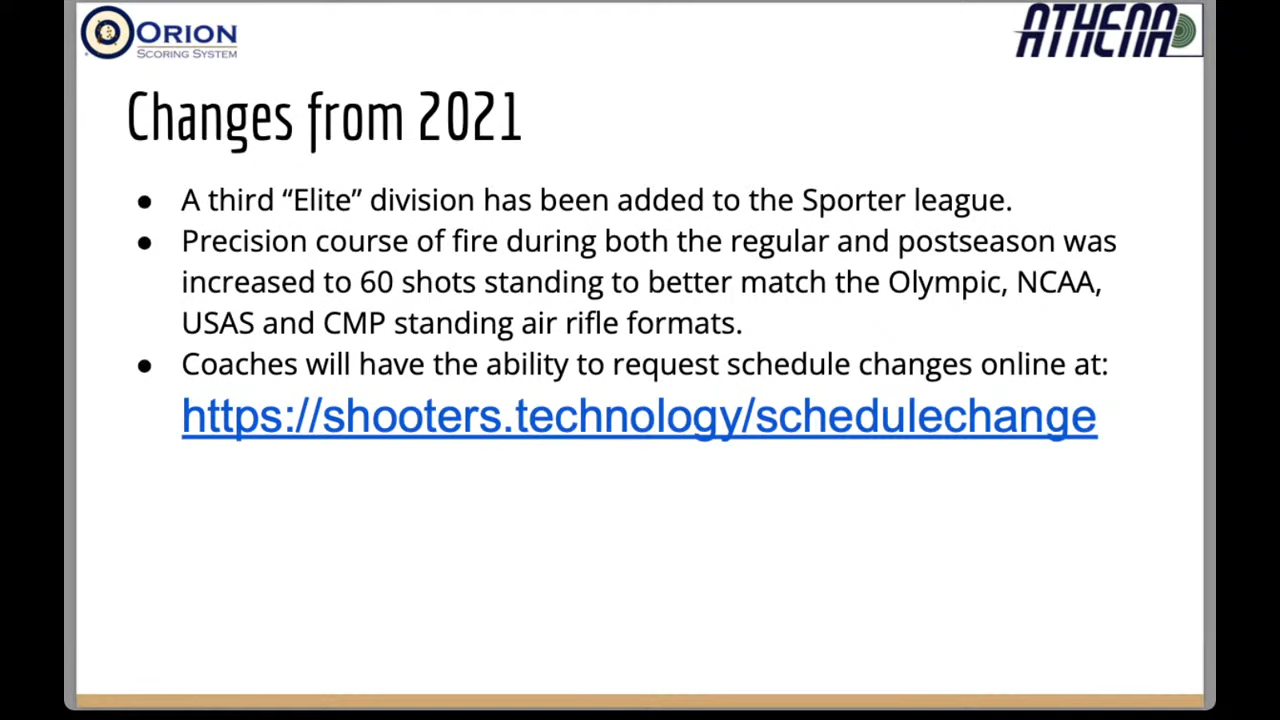 ORION
SCORING SYSTEM
ATHENA
Changes from 2021
● A third “Elite” division has been added to the Sporter league.
● Precision course of fire during both the regular and postseason was
increased to 60 shots standing to better match the Olympic, NCAA,
USAS and CMP standing air rifle formats.
● Coaches will have the ability to request schedule changes online at:
https://shooters.technology/schedulechange